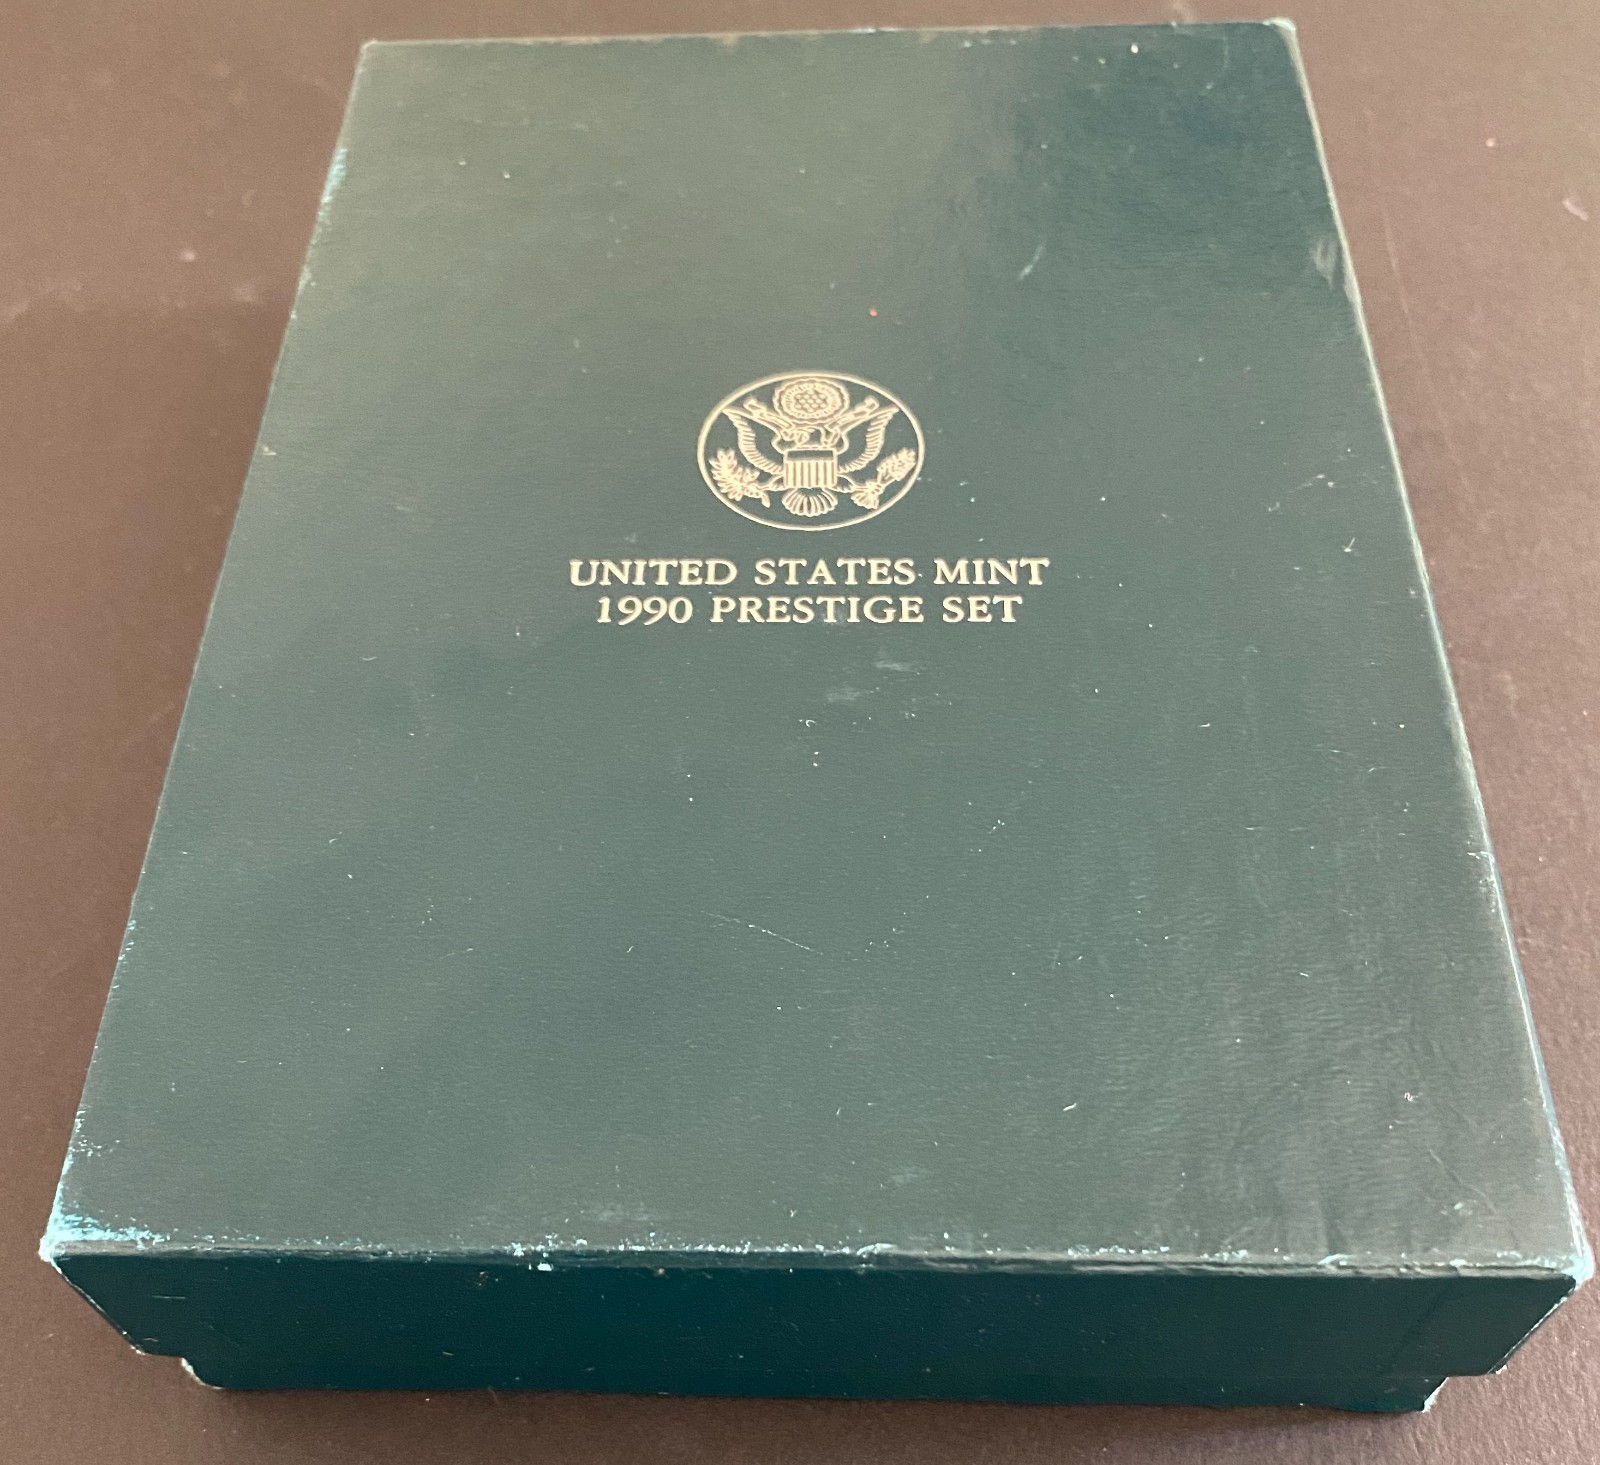 UNITED STATES MINT
1990 PRESTIGE SET